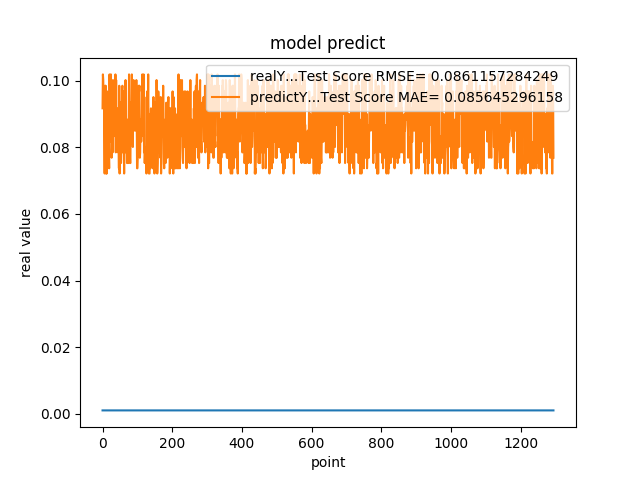 model predict
realY...Test Score RMSE= 0.0861157284249
predictY...Test Score MAE= 0.085645296158
0.10
0.08
0.06
0.04
0.02
0.00
real value
0 200 400 600 800 1000 1200
point